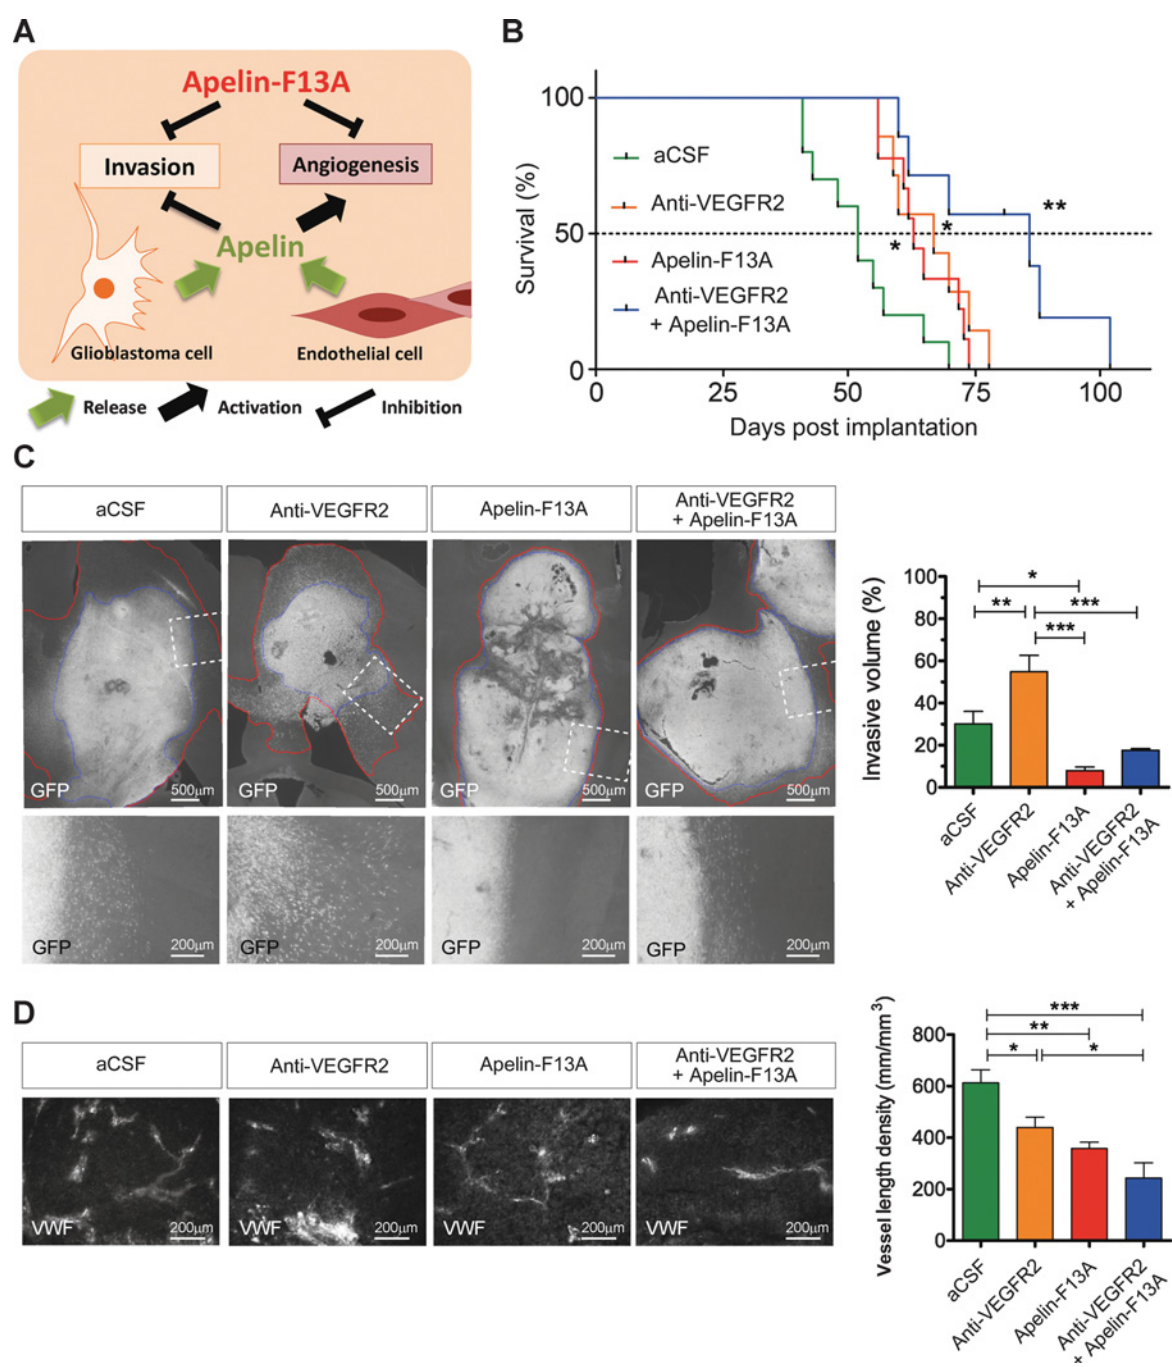 A
Apelin-F13A
Invasion
Angiogenesis
Apelin
Glioblastoma cell
Endothelial cell
Release
Activation
Inhibition
B
Survival (%)
100
50
0
aCSF
Anti-VEGFR2
Apelin-F13A
Anti-VEGFR2
+ Apelin-F13A
*
*
**
0
25
50
75
100
Days post implantation
C
aCSF
Anti-VEGFR2
Apelin-F13A
Anti-VEGFR2
+ Apelin-F13A
GFP
500µm
GFP
500µm
GFP
500µm
GFP
500µm
GFP
200µm
GFP
200µm
GFP
200µm
GFP
200µm
Invasive volume (%)
100
80
60
40
20
0
*
**
***
***
aCSF
Anti-VEGFR2
Apelin-F13A
Anti-VEGFR2
+ Apelin-F13A
D
aCSF
Anti-VEGFR2
Apelin-F13A
Anti-VEGFR2
+ Apelin-F13A
VWF
200µm
VWF
200µm
VWF
200µm
VWF
200µm
Vessel length density (mm/mm³)
800
600
400
200
0
***
**
*
*
aCSF
Anti-VEGFR2
Apelin-F13A
Anti-VEGFR2
+ Apelin-F13A